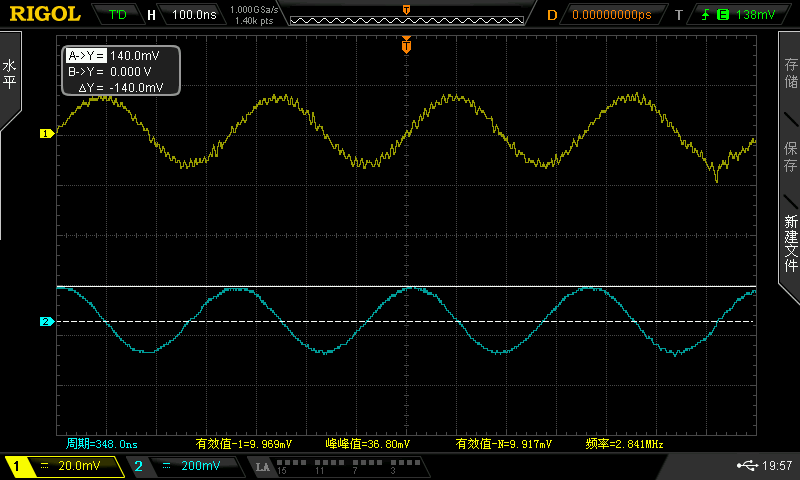 RIGOL T'D H 100.0ns 1.000GSa/s D 0.00000000ps T E 138mV
1.40k pts
T
T
水平
A->Y = 140.0mV
B->Y = 0.000 V
ΔY = -140.0mV
存储
保存
新建文件
1
2
周期=348.0ns 有效值-1=9.969mV 峰峰值=36.80mV 有效值-N=9.917mV 频率=2.841MHz
1 20.0mV 2 200mV LA 15 11 7 3 19:57